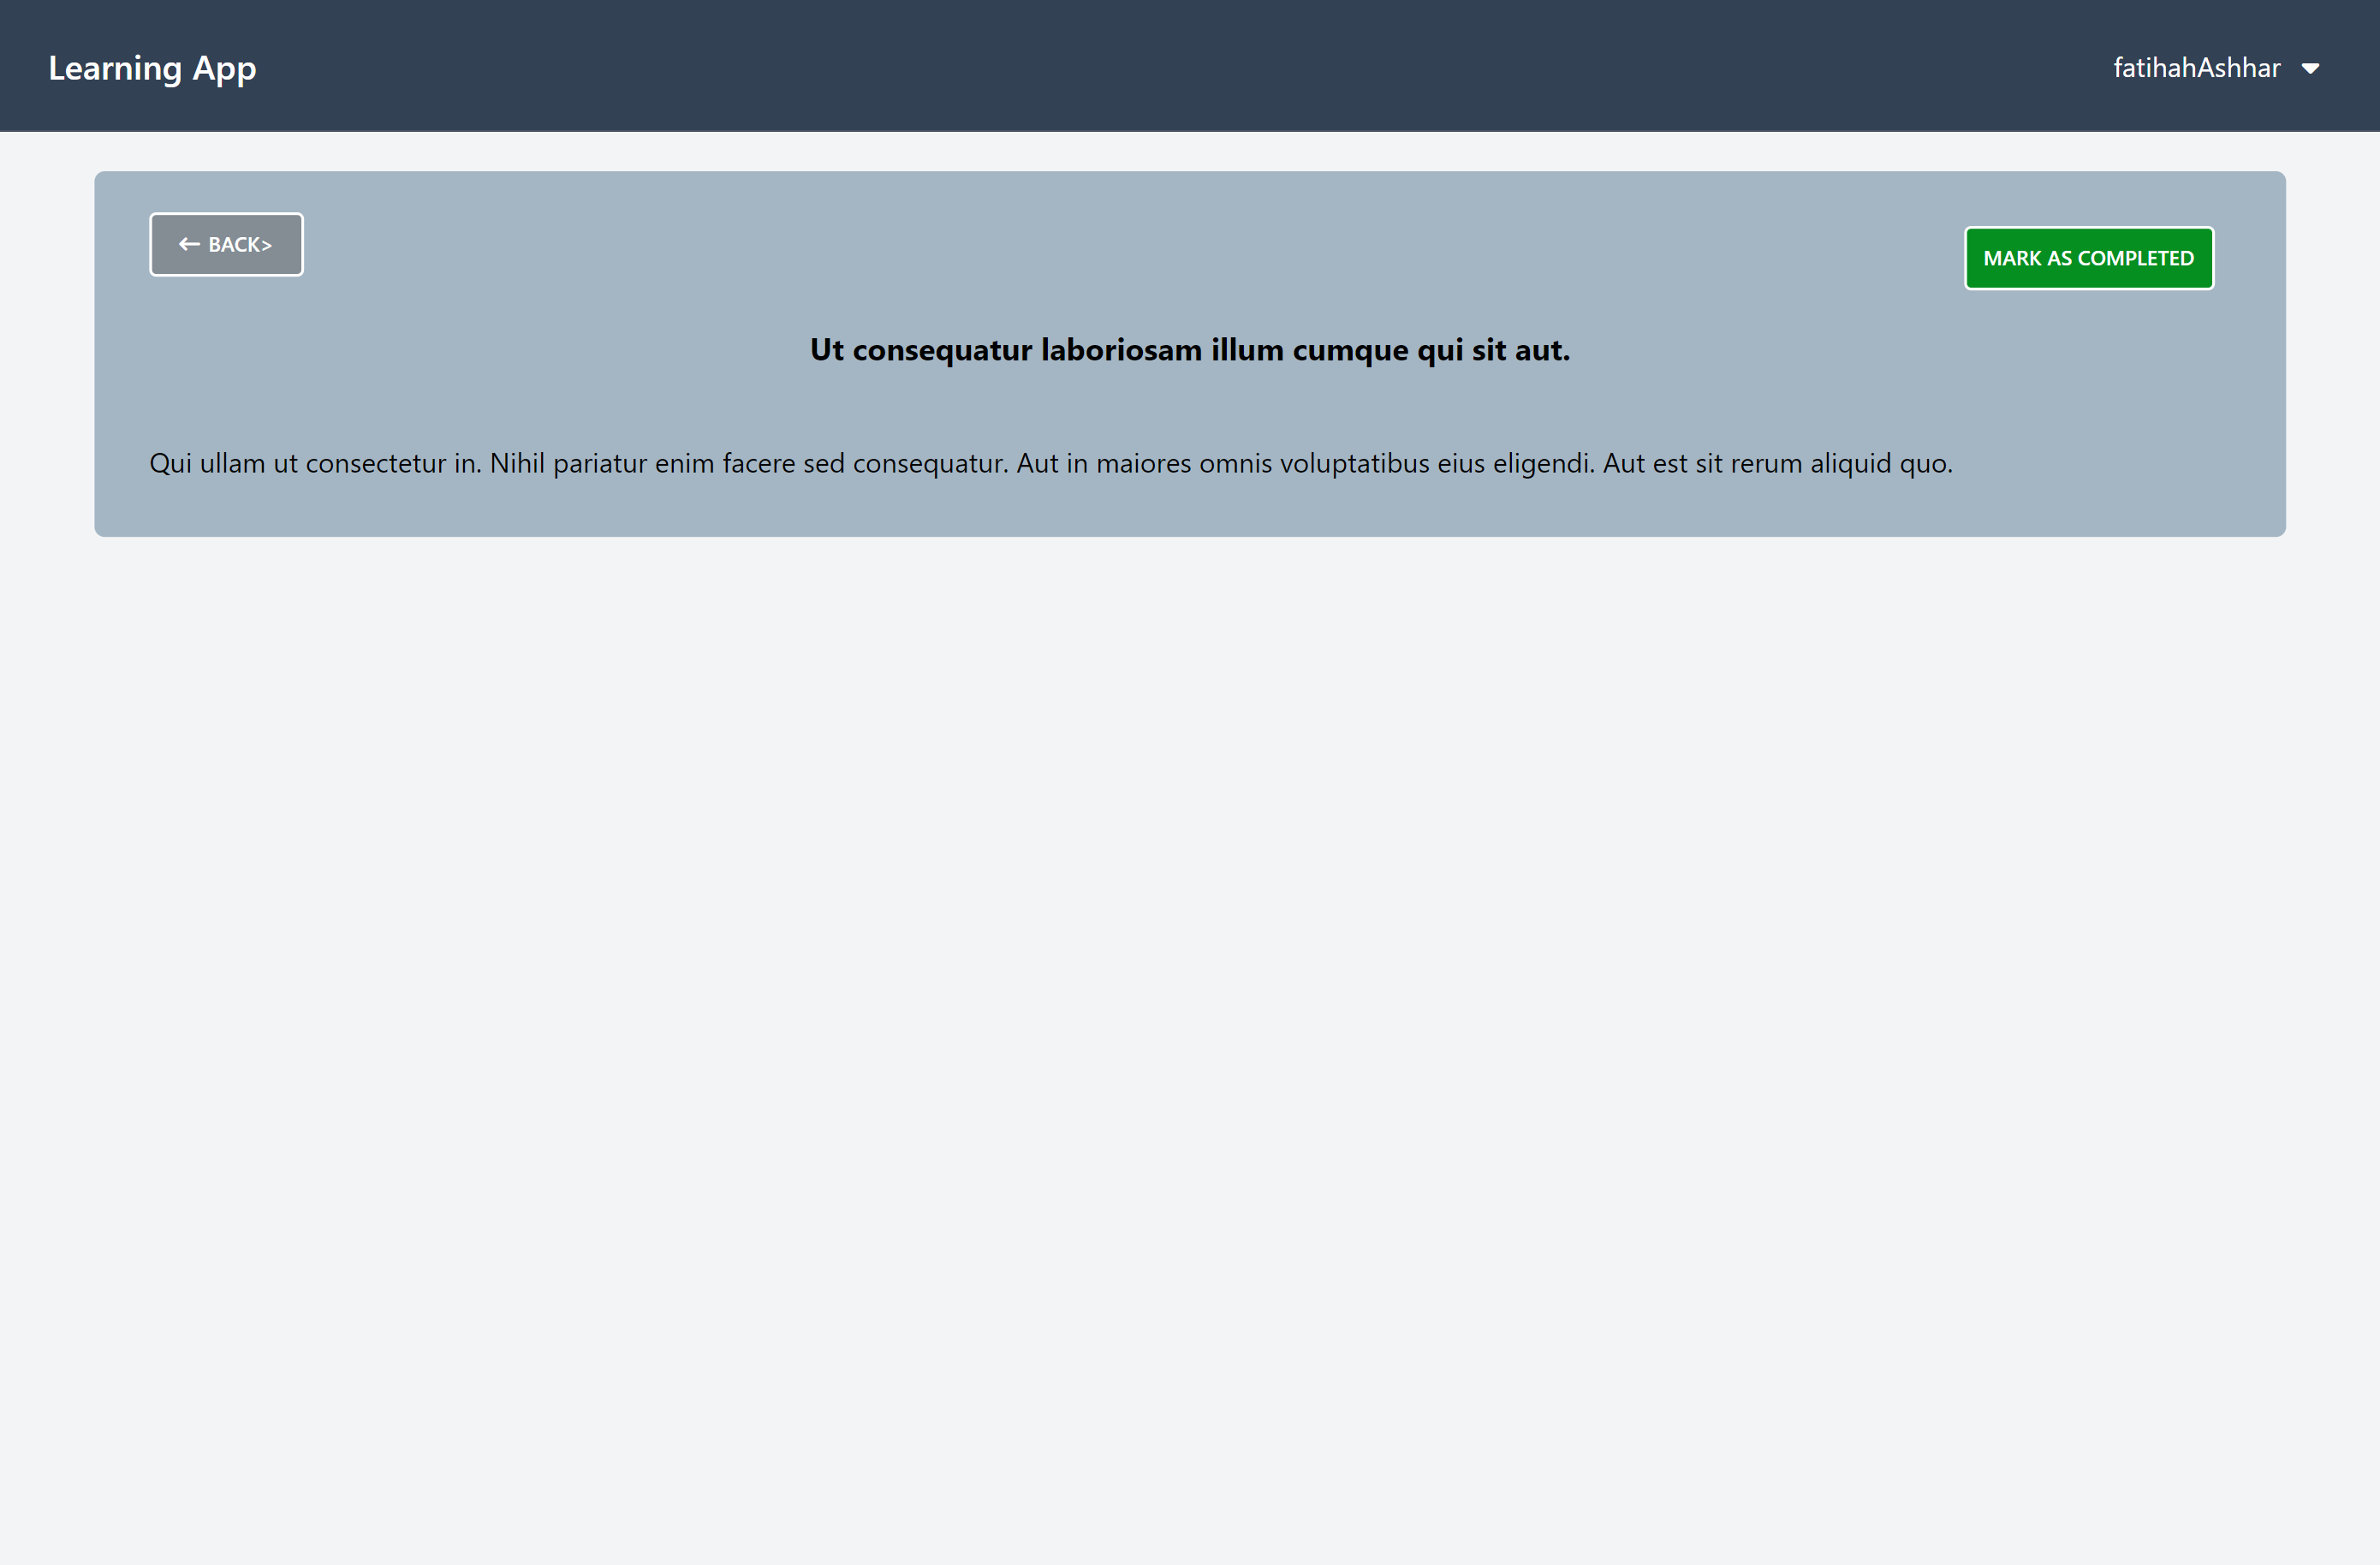 Learning App
fatihahAshhar
← BACK>
MARK AS COMPLETED
Ut consequatur laboriosam illum cumque qui sit aut.
Qui ullam ut consectetur in. Nihil pariatur enim facere sed consequatur. Aut in maiores omnis voluptatibus eius eligendi. Aut est sit rerum aliquid quo.